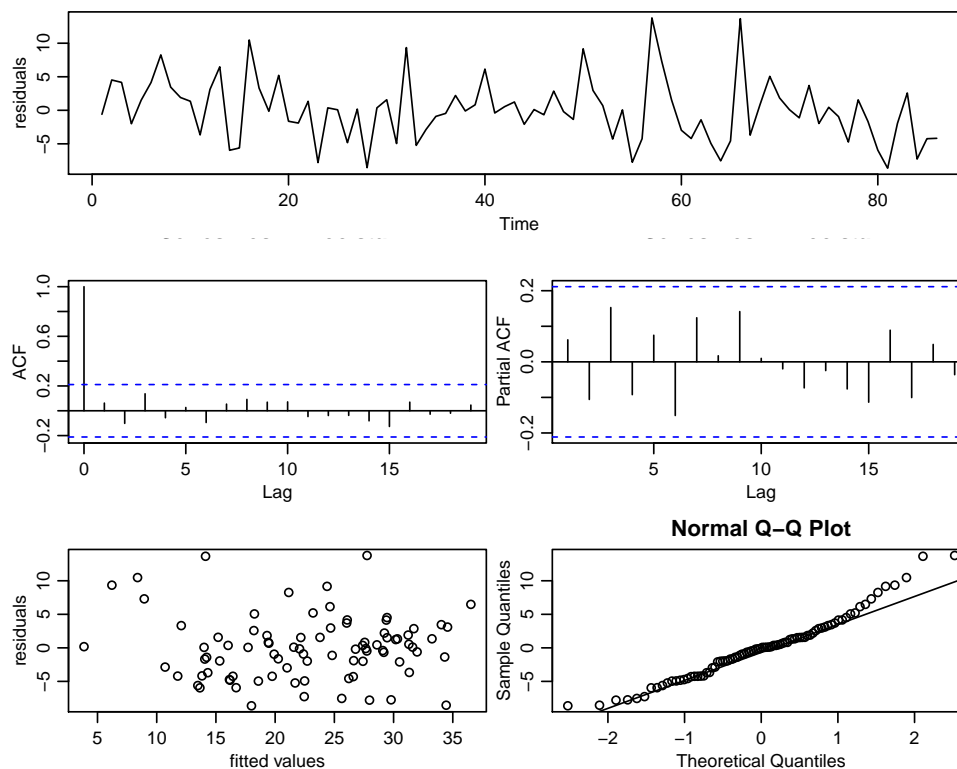 residuals
10
5
0
−5
0 20 40 60 80
Time
ACF
1.0
0.6
0.2
−0.2
0 5 10 15
Lag
Partial ACF
0.2
0.0
−0.2
5 10 15
Lag
residuals
10
5
0
−5
5 10 15 20 25 30 35
fitted values
Normal Q−Q Plot
Sample Quantiles
10
5
0
−5
−2 −1 0 1 2
Theoretical Quantiles